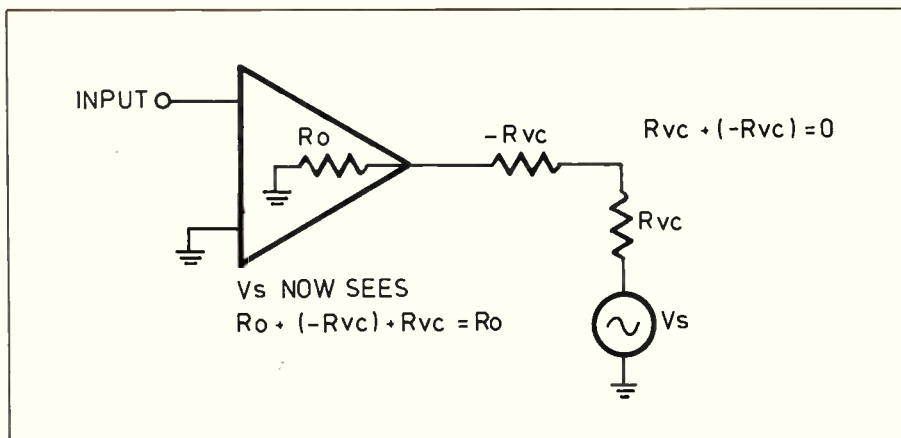 INPUT
Ro
-Rvc
Rvc + (-Rvc) = 0
Rvc
Vs NOW SEES
Ro + (-Rvc) + Rvc = Ro
Vs